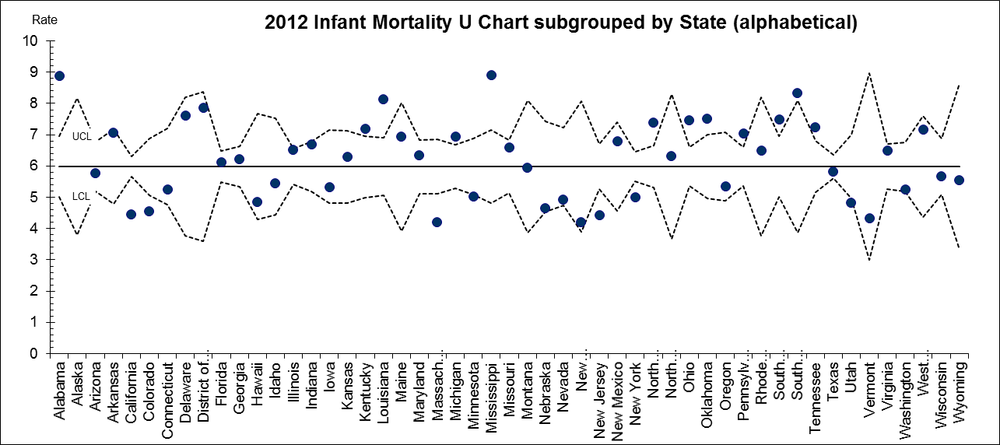 Rate
2012 Infant Mortality U Chart subgrouped by State (alphabetical)
10
9
8
7
6
5
4
3
2
1
0
UCL
LCL
Alabama
Alaska
Arizona
Arkansas
California
Colorado
Connecticut
Delaware
District of...
Florida
Georgia
Hawaii
Idaho
Illinois
Indiana
Iowa
Kansas
Kentucky
Louisiana
Maine
Maryland
Massach...
Michigan
Minnesota
Mississippi
Missouri
Montana
Nebraska
Nevada
New...
New Jersey
New Mexico
New York
North...
North...
Ohio
Oklahoma
Oregon
Pennsylv...
Rhode...
South...
South...
Tennessee
Texas
Utah
Vermont
Virginia
Washington
West...
Wisconsin
Wyoming